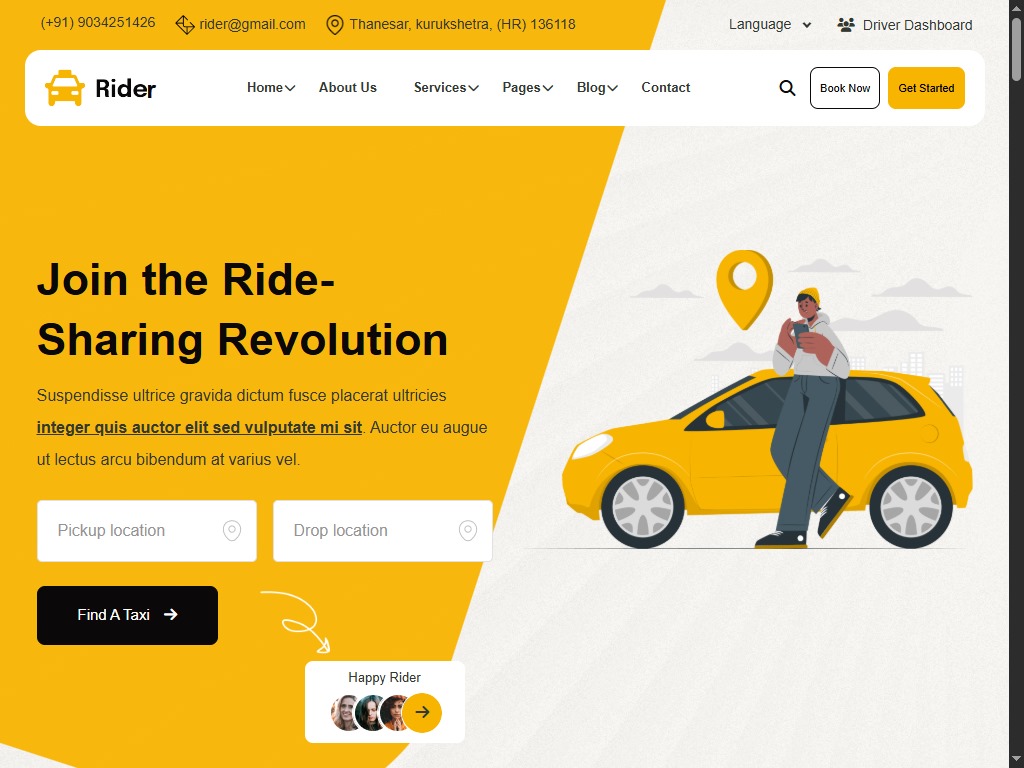 (+91) 9034251426 rider@gmail.com Thanesar, kurukshetra, (HR) 136118 Language Driver Dashboard
Rider Home About Us Services Pages Blog Contact Book Now Get Started
Join the Ride-
Sharing Revolution
Suspendisse ultrice gravida dictum fusce placerat ultricies
integer quis auctor elit sed vulputate mi sit. Auctor eu augue
ut lectus arcu bibendum at varius vel.
Pickup location Drop location
Find A Taxi
Happy Rider